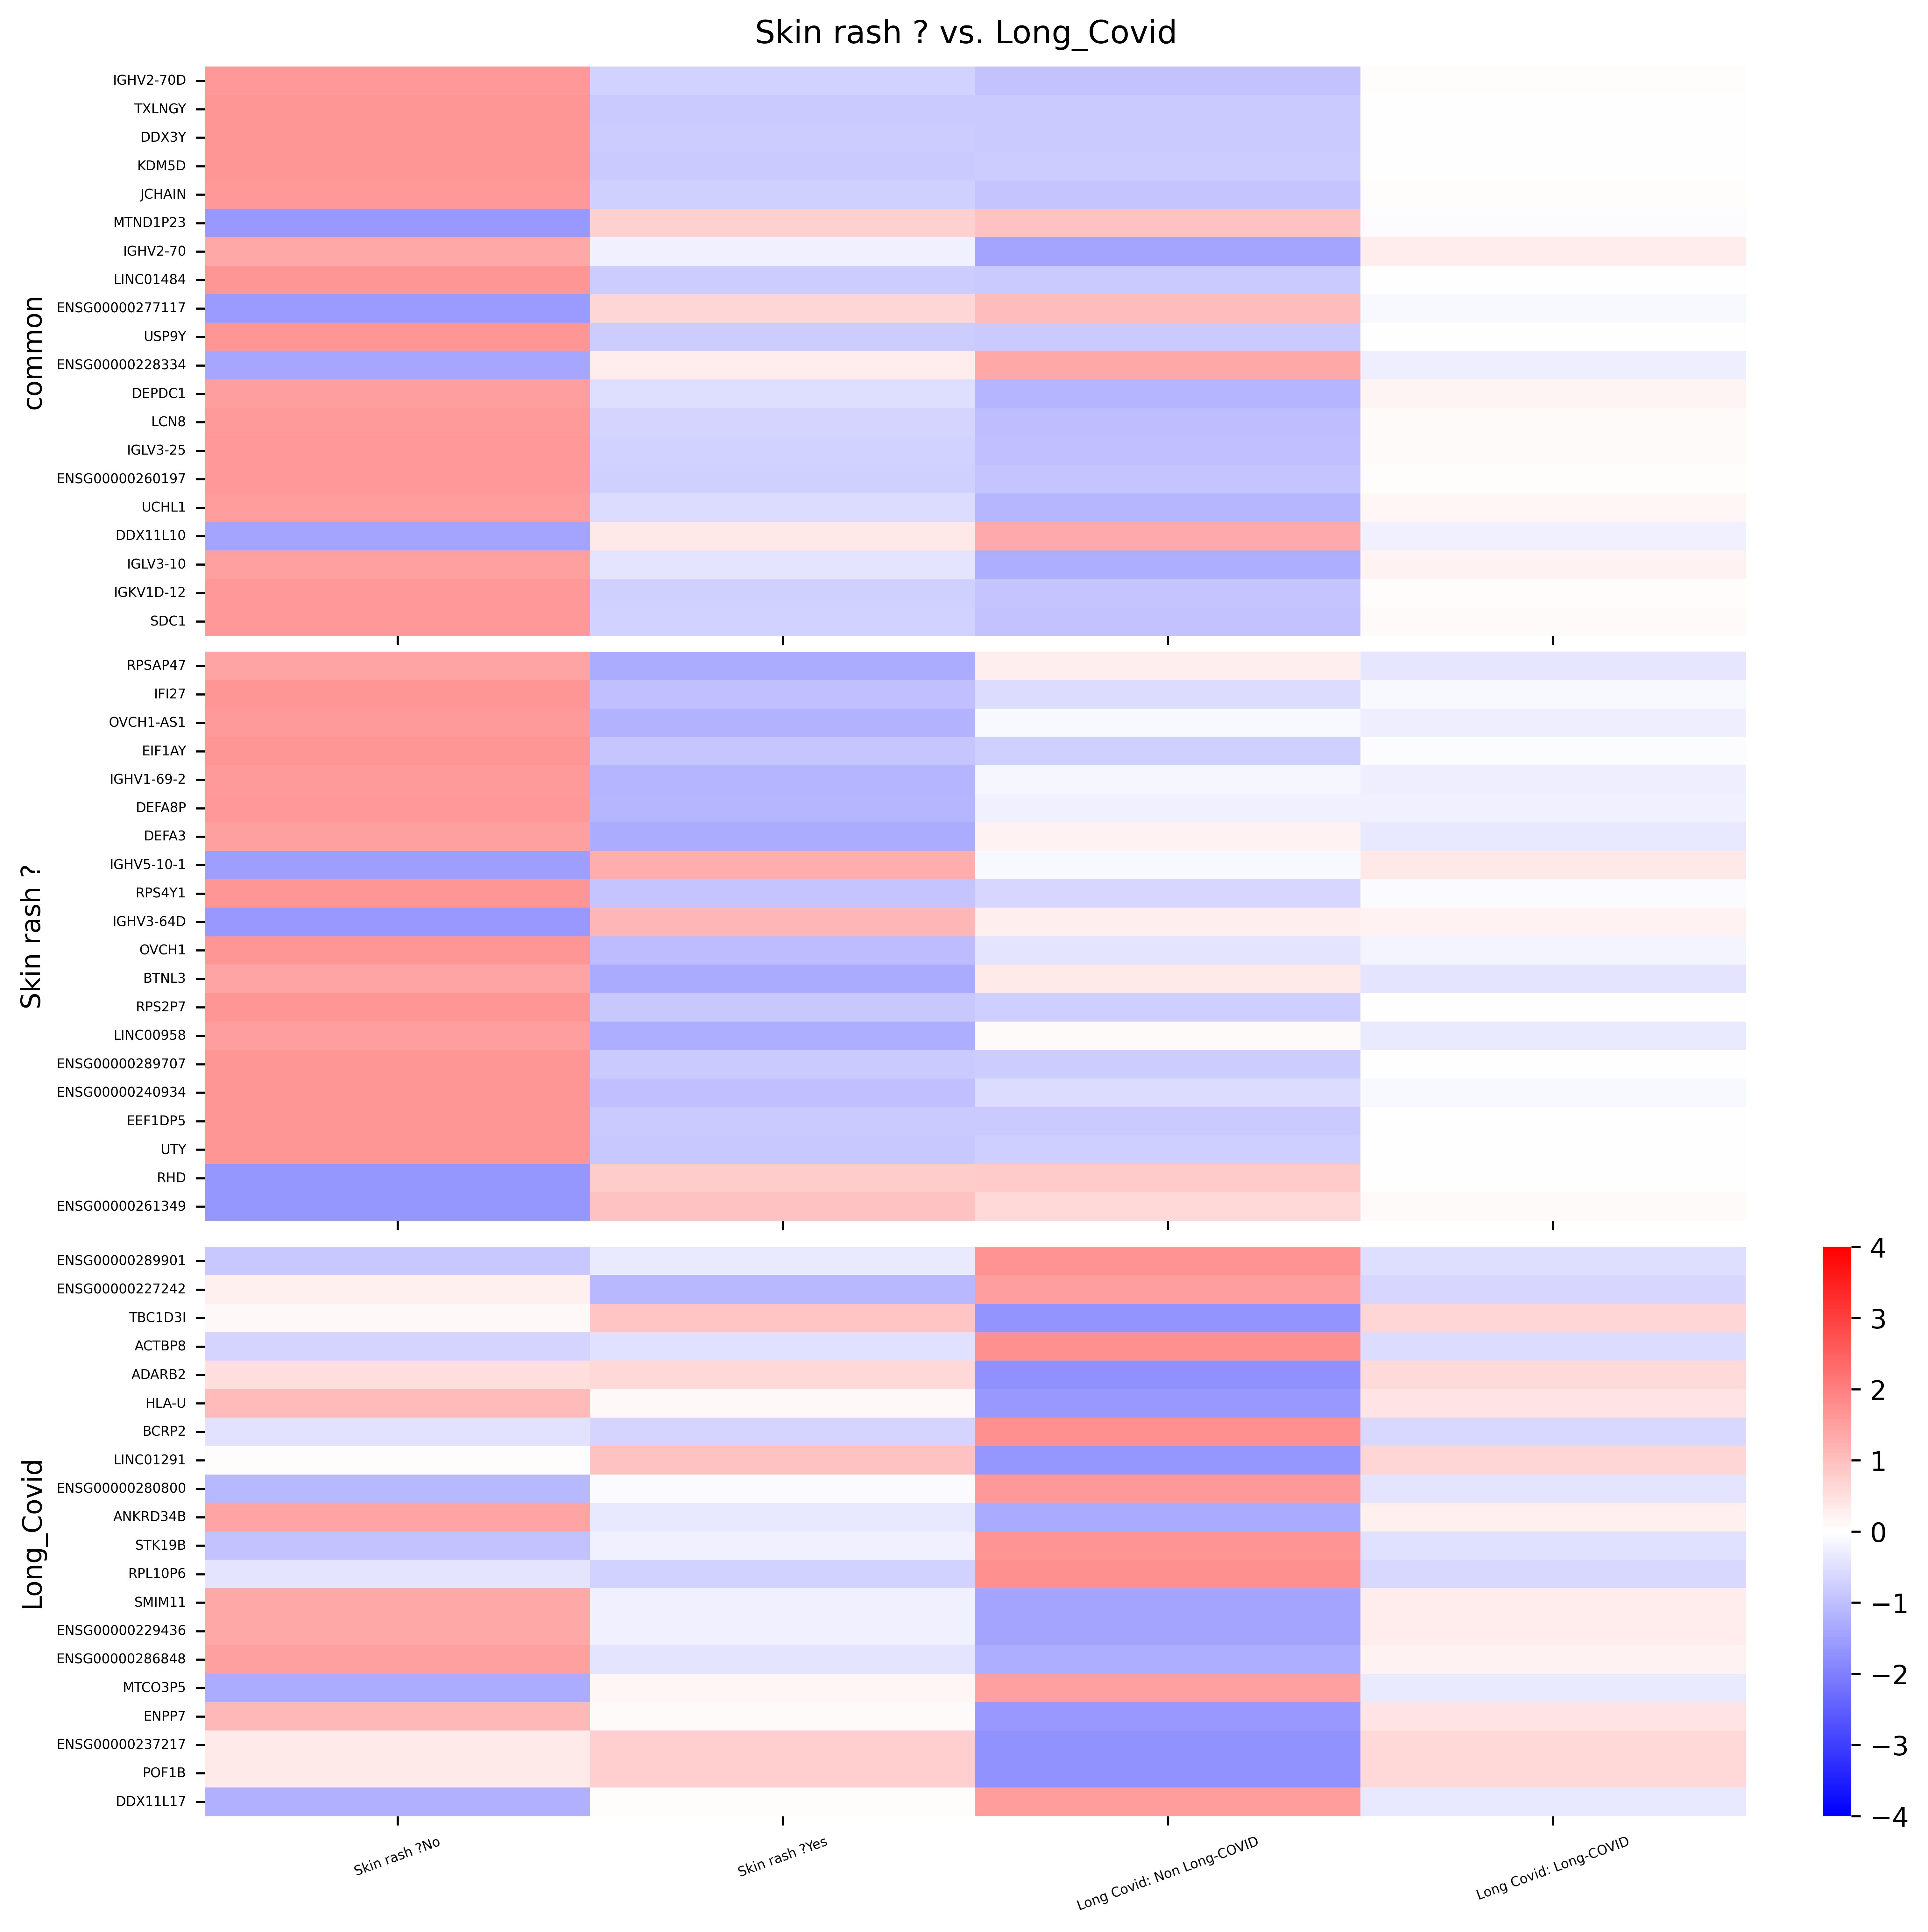 Skin rash ? vs. Long_Covid
common
IGHV2-70D
TXLNGY
DDX3Y
KDM5D
JCHAIN
MTND1P23
IGHV2-70
LINC01484
ENSG00000277117
USP9Y
ENSG00000228334
DEPDC1
LCN8
IGLV3-25
ENSG00000260197
UCHL1
DDX11L10
IGLV3-10
IGKV1D-12
SDC1
Skin rash ?
RPSAP47
IFI27
OVCH1-AS1
EIF1AY
IGHV1-69-2
DEFA8P
DEFA3
IGHV5-10-1
RPS4Y1
IGHV3-64D
OVCH1
BTNL3
RPS2P7
LINC00958
ENSG00000289707
ENSG00000240934
EEF1DP5
UTY
RHD
ENSG00000261349
Long_Covid
ENSG00000289901
ENSG00000227242
TBC1D3I
ACTBP8
ADARB2
HLA-U
BCRP2
LINC01291
ENSG00000280800
ANKRD34B
STK19B
RPL10P6
SMIM11
ENSG00000229436
ENSG00000286848
MTCO3P5
ENPP7
ENSG00000237217
POF1B
DDX11L17
Skin rash ?No
Skin rash ?Yes
Long Covid: Non Long-COVID
Long Covid: Long-COVID
4
3
2
1
0
−1
−2
−3
−4